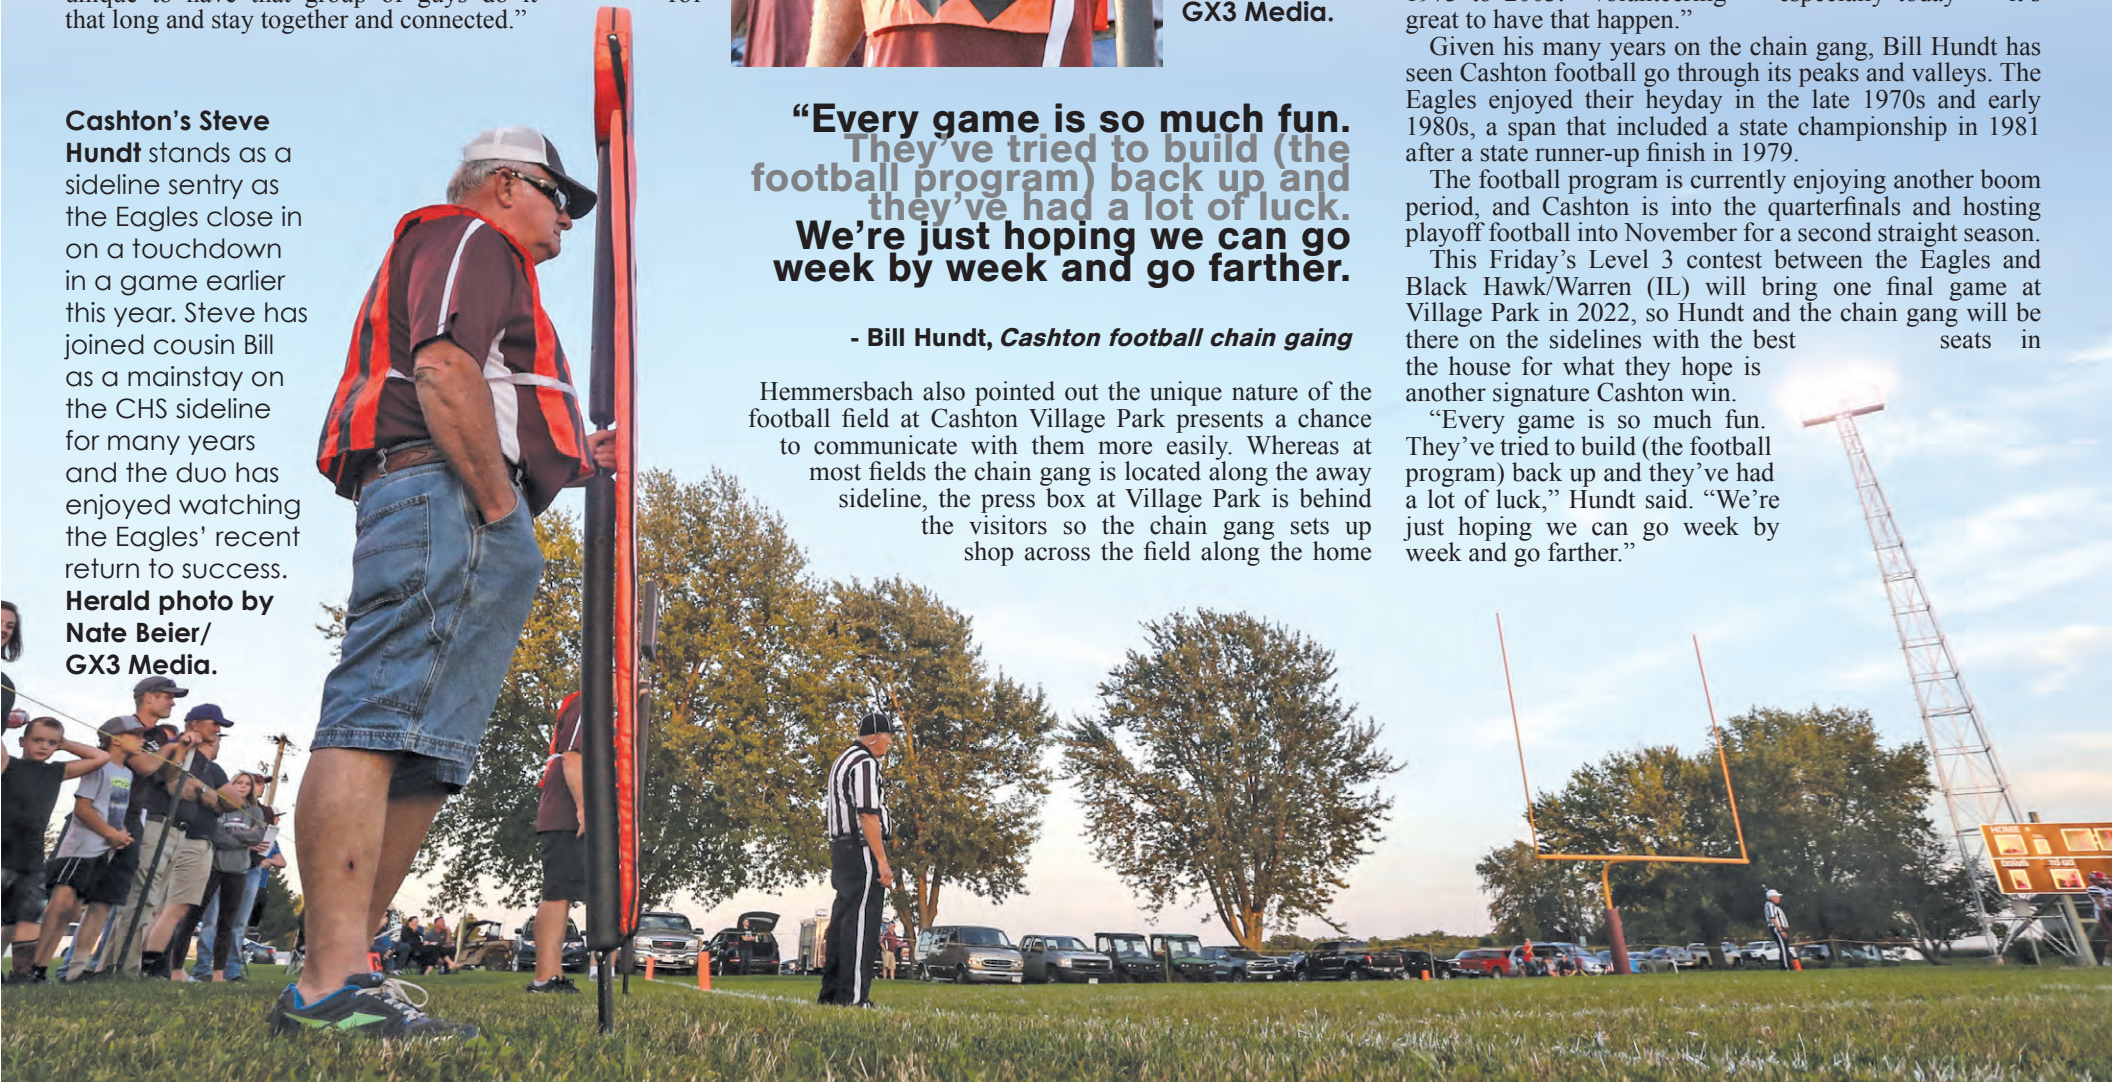 that long and stay together and connected.”
Cashton’s Steve
Hundt stands as a
sideline sentry as
the Eagles close in
on a touchdown
in a game earlier
this year. Steve has
joined cousin Bill
as a mainstay on
the CHS sideline
for many years
and the duo has
enjoyed watching
the Eagles’ recent
return to success.
Herald photo by
Nate Beier/
GX3 Media.
GX3 Media.
“Every game is so much fun.
They’ve tried to build (the
football program) back up and
they’ve had a lot of luck.
We’re just hoping we can go
week by week and go farther.
- Bill Hundt, Cashton football chain gaing
Hemmersbach also pointed out the unique nature of the
football field at Cashton Village Park presents a chance
to communicate with them more easily. Whereas at
most fields the chain gang is located along the away
sideline, the press box at Village Park is behind
the visitors so the chain gang sets up
shop across the field along the home
great to have that happen.”
Given his many years on the chain gang, Bill Hundt has
seen Cashton football go through its peaks and valleys. The
Eagles enjoyed their heyday in the late 1970s and early
1980s, a span that included a state championship in 1981
after a state runner-up finish in 1979.
The football program is currently enjoying another boom
period, and Cashton is into the quarterfinals and hosting
playoff football into November for a second straight season.
This Friday’s Level 3 contest between the Eagles and
Black Hawk/Warren (IL) will bring one final game at
Village Park in 2022, so Hundt and the chain gang will be
there on the sidelines with the best seats in
the house for what they hope is
another signature Cashton win.
“Every game is so much fun.
They’ve tried to build (the football
program) back up and they’ve had
a lot of luck,” Hundt said. “We’re
just hoping we can go week by
week and go farther.”
HOME